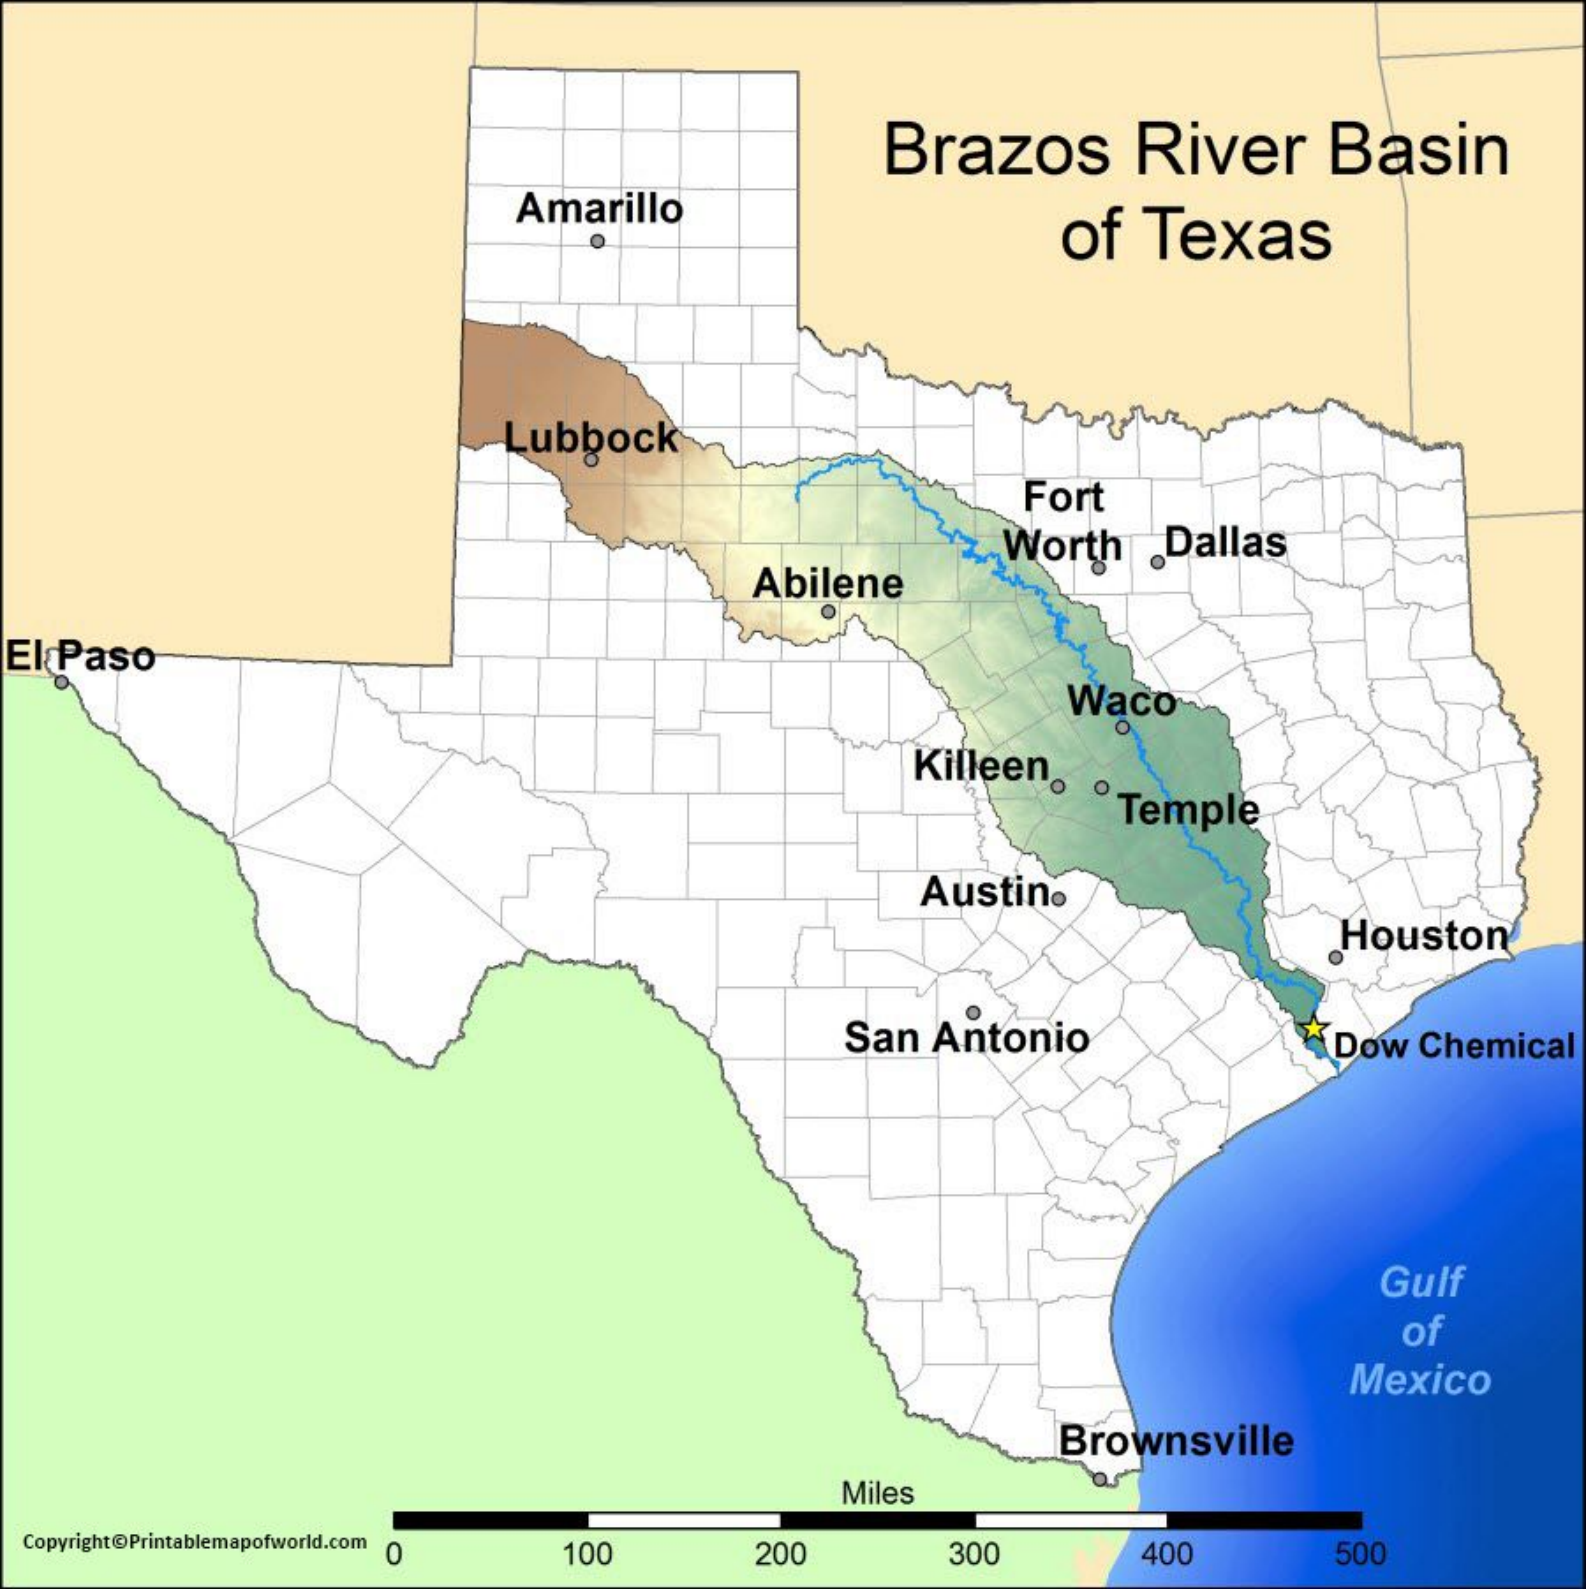 Brazos River Basin
of Texas
Amarillo
Lubbock
Fort
Worth
Dallas
Abilene
El Paso
Waco
Killeen
Temple
Austin
Houston
San Antonio
Dow Chemical
Gulf
of
Mexico
Brownsville
Miles
Copyright©Printablemapofworld.com
0 100 200 300 400 500